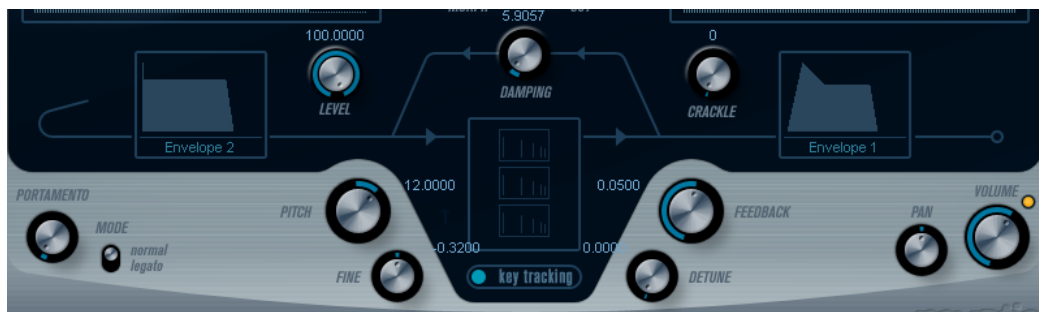 5.9057
100.0000
0
LEVEL
DAMPING
CRACKLE
Envelope 2
Envelope 1
PORTAMENTO
12.0000
0.0500
VOLUME
PITCH
FEEDBACK
PAN
MODE
normal
legato
-0.3200
0.0000
FINE
key tracking
DETUNE